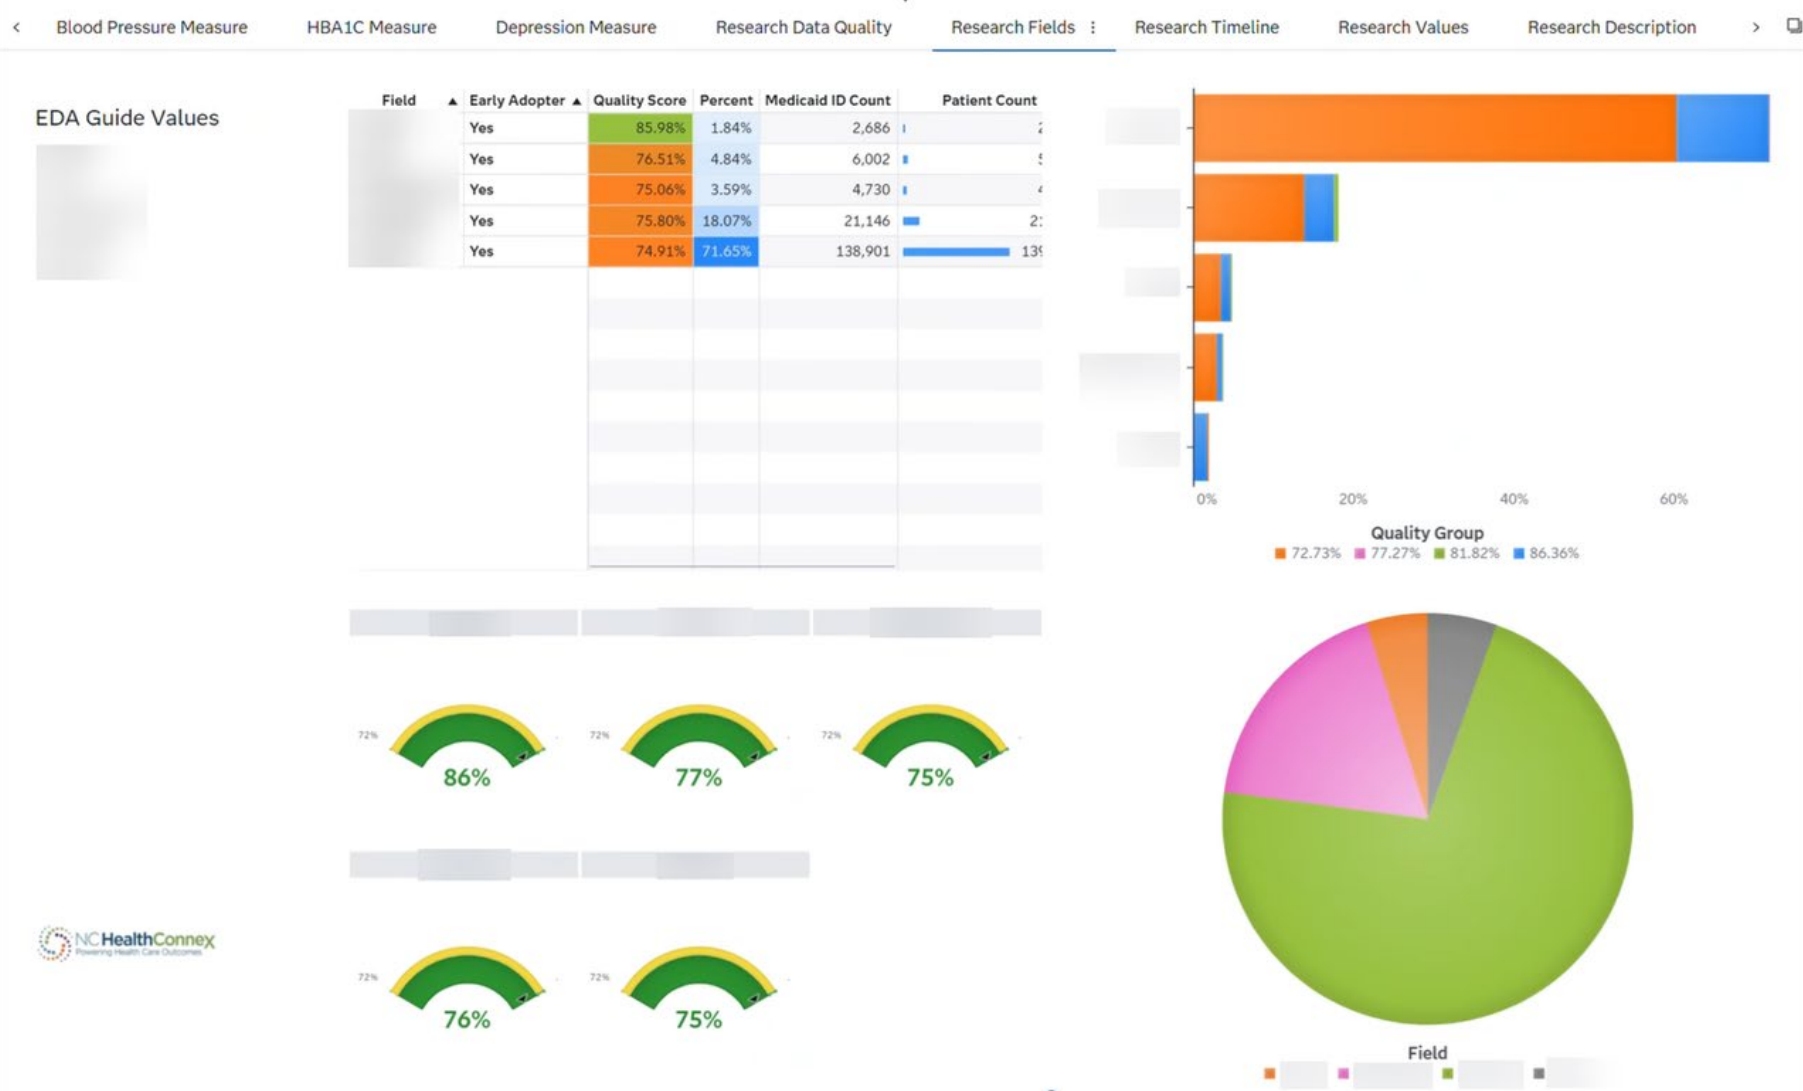 Blood Pressure Measure HBA1C Measure Depression Measure Research Data Quality Research Fields Research Timeline Research Values Research Description
EDA Guide Values
Field Early Adopter Quality Score Percent Medicaid ID Count Patient Count
Yes 85.98% 1.84% 2,686
Yes 76.51% 4.84% 6,002
Yes 75.06% 3.59% 4,730
Yes 75.80% 18.07% 21,146
Yes 74.91% 71.65% 138,901
0% 20% 40% 60%
Quality Group
72.73% 77.27% 81.82% 86.36%
72% 72% 72%
86% 77% 75%
72% 72%
76% 75%
NCHealthConnex
Powering Health Care Outcomes
Field